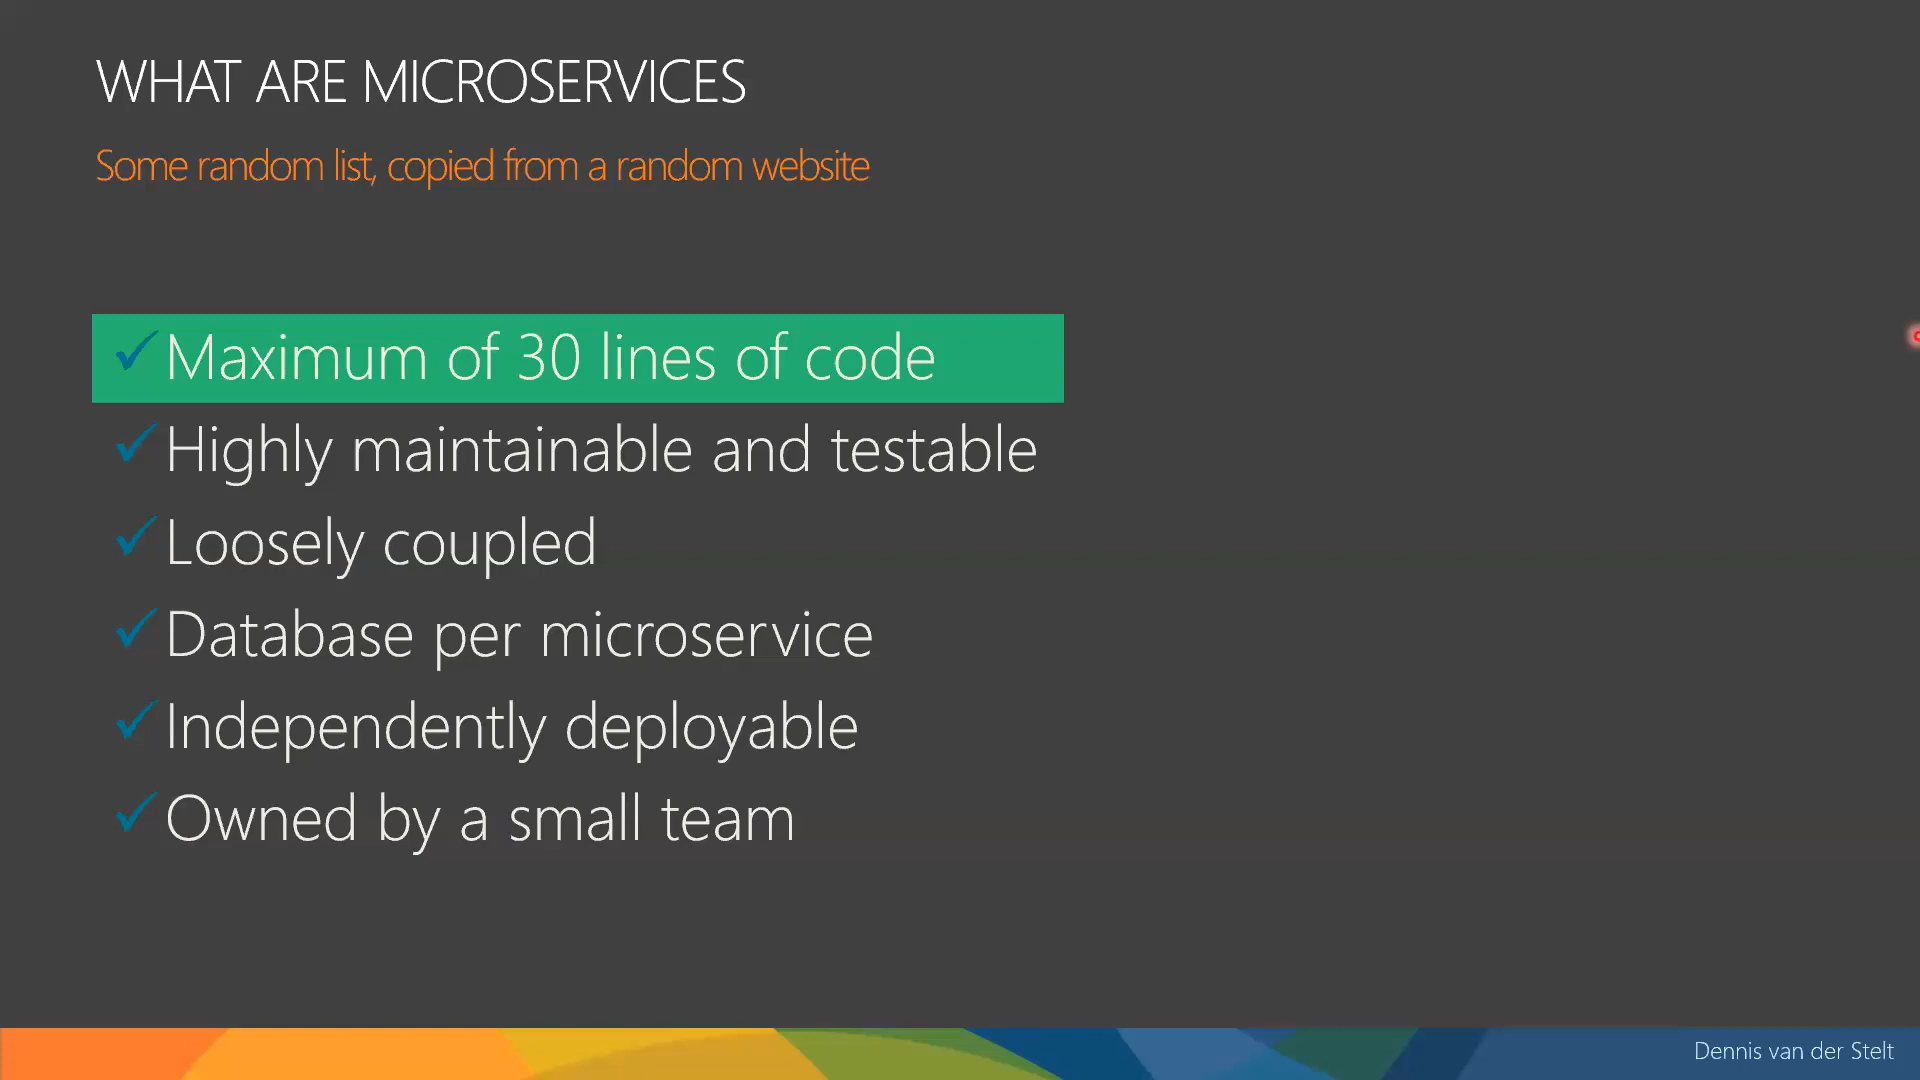 WHAT ARE MICROSERVICES
Some random list, copied from a random website
Maximum of 30 lines of code
Highly maintainable and testable
Loosely coupled
Database per microservice
Independently deployable
Owned by a small team
Dennis van der Stelt